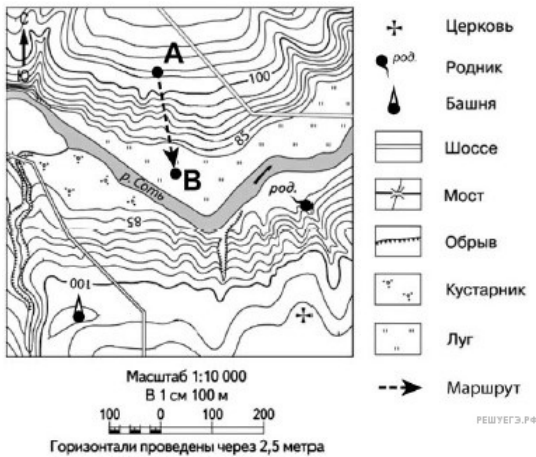 С
Ю
А
100
85
В
р. Соть
род.
85
100
Церковь
род.
Родник
Башня
Шоссе
Мост
Обрыв
Кустарник
Луг
Маршрут
Масштаб 1:10 000
В 1 см 100 м
100 0 100 200
Горизонтали проведены через 2,5 метра
РЕШУЕГЭ.РФ